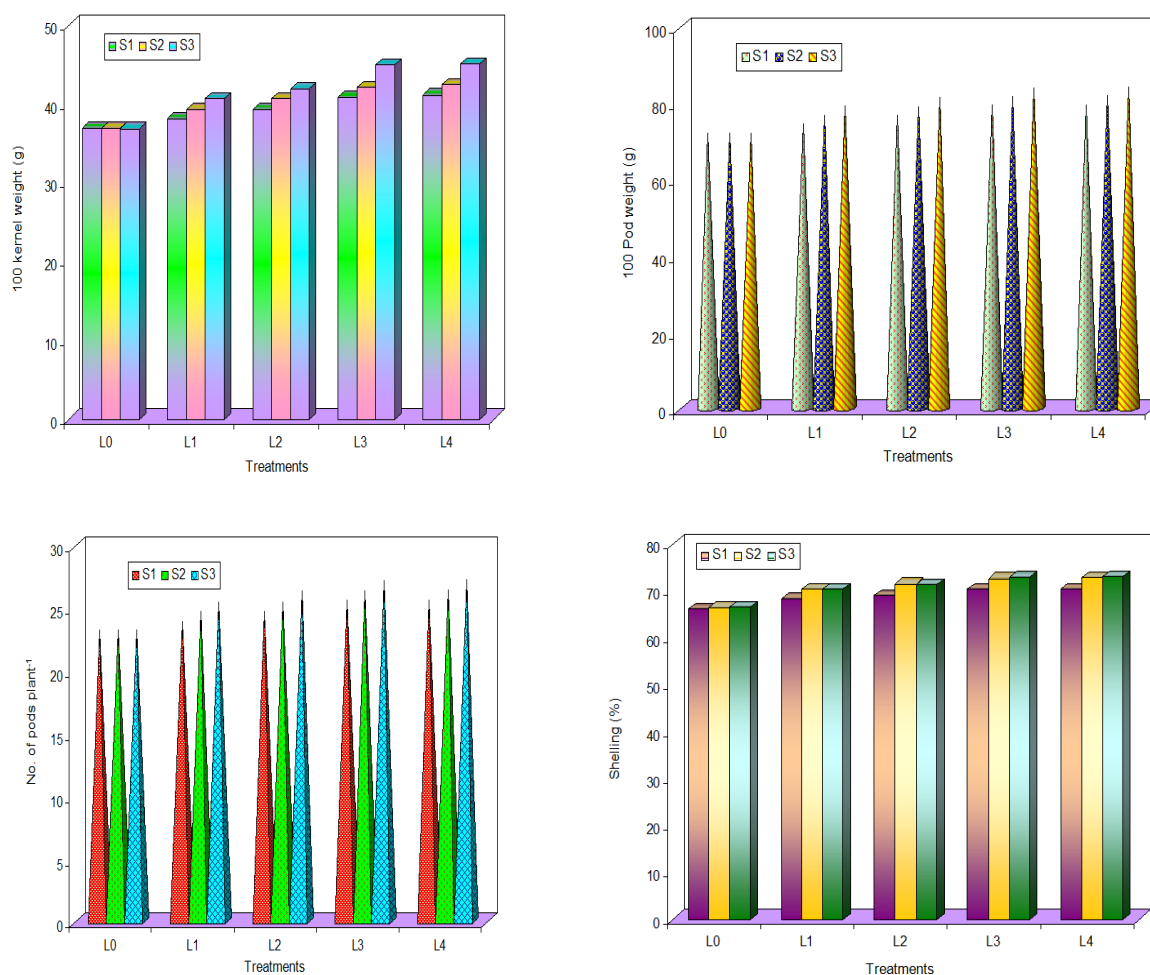 50
40
30
20
10
0
100 kernel weight (g)
S1 S2 S3
L0 L1 L2 L3 L4
Treatments
100
80
60
40
20
0
100 Pod weight (g)
S1 S2 S3
L0 L1 L2 L3 L4
Treatments
30
25
20
15
10
5
0
No. of pods plant⁻¹
S1 S2 S3
L0 L1 L2 L3 L4
Treatments
80
70
60
50
40
30
20
10
0
Shelling (%)
S1 S2 S3
L0 L1 L2 L3 L4
Treatments